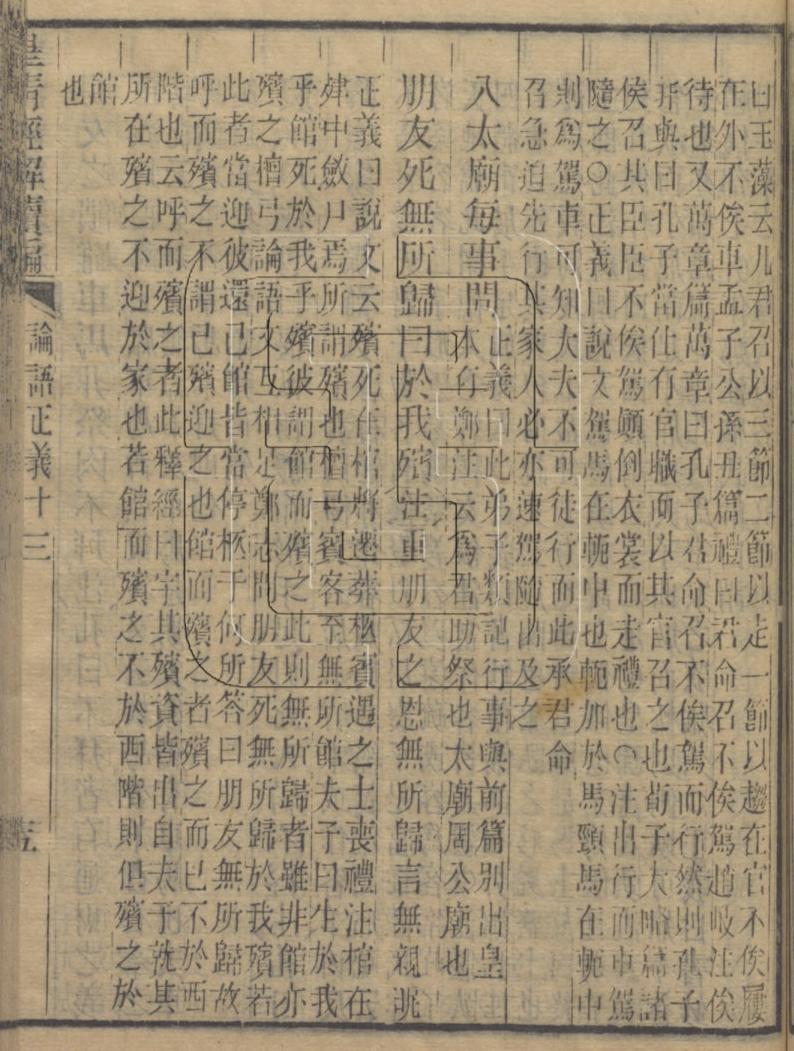 曰玉藻云凡君召以三節二節以走一節以趨在官不俟屨
在外不俟車孟子公孫丑篇禮曰君命召不俟駕趙岐注俟
待也又萬章篇萬章曰孔子君命召不俟駕而行然則孔子
非與曰孔子當仕有官職而以其官召之也荀子大略篇諸
侯召其臣臣不俟駕顛倒衣裳而走禮也○注出行而車駕
隨之○正義曰說文駕馬在軛中也軛加於馬頸馬在軛中
則為駕車可知大夫不可徒行而此承君命
召急迫先行其家人必亦速駕隨出及之
入太廟每事問正義曰此弟子類記行事與前篇別出皇
本有鄭注云為君助祭也太廟周公廟也
朋友死無所歸曰於我殯注重朋友之恩無所歸言無親昵
正義曰說文云殯死在棺將遷葬柩賓遇之士喪禮注棺在
肂中斂尸焉所謂殯也檀弓賓客至無所館夫子曰生於我
乎館死於我乎殯彼謂館而殯之此則無所歸者雖非館亦
殯之檀弓論語文互相足鄭志問朋友死無所歸於我殯若
此者當迎彼還己館皆當停柩于何所答曰朋友無所歸故
呼而殯之不謂已殯迎之也館而殯之者殯之而已不於西
階也云呼而殯之者此釋經曰字其殯資皆出自夫子就其
所在殯之不迎於家也若館而殯之不於西階則但殯之於
館
也
皇清經解續編
論語正義十三
五